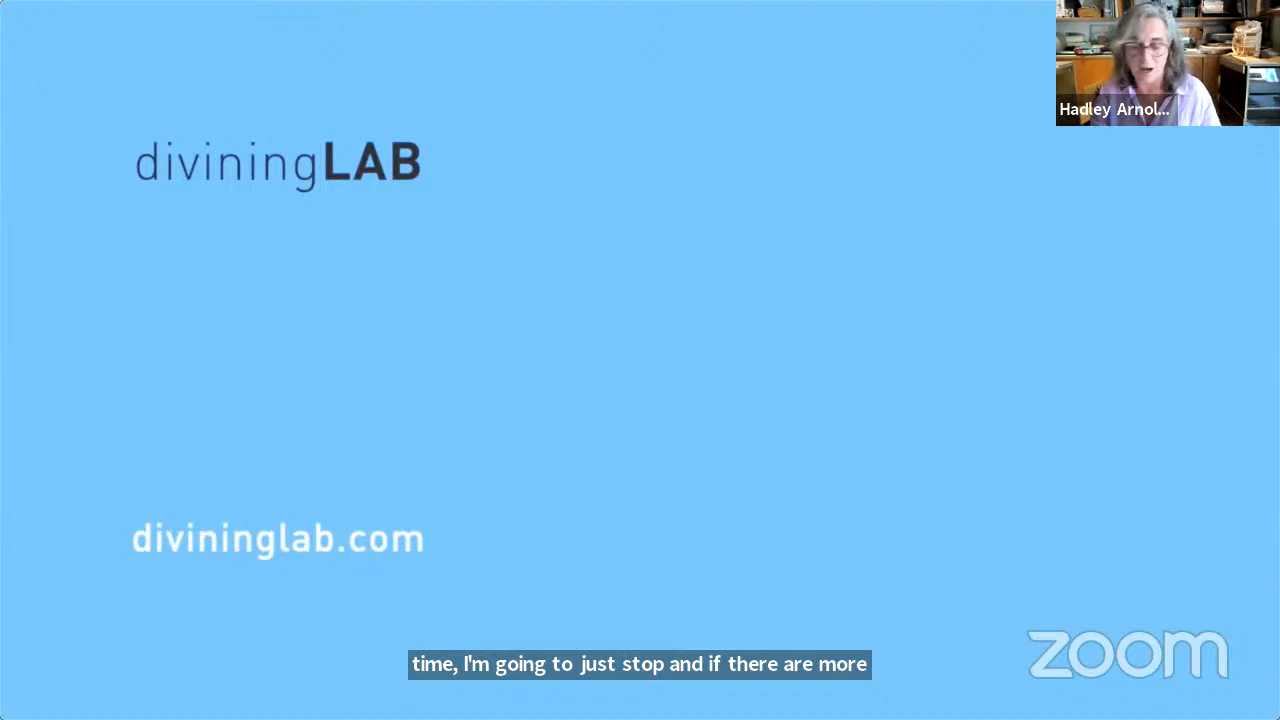 Hadley Arnol...
diviningLAB
divininglab.com
time, I'm going to just stop and if there are more
zoom